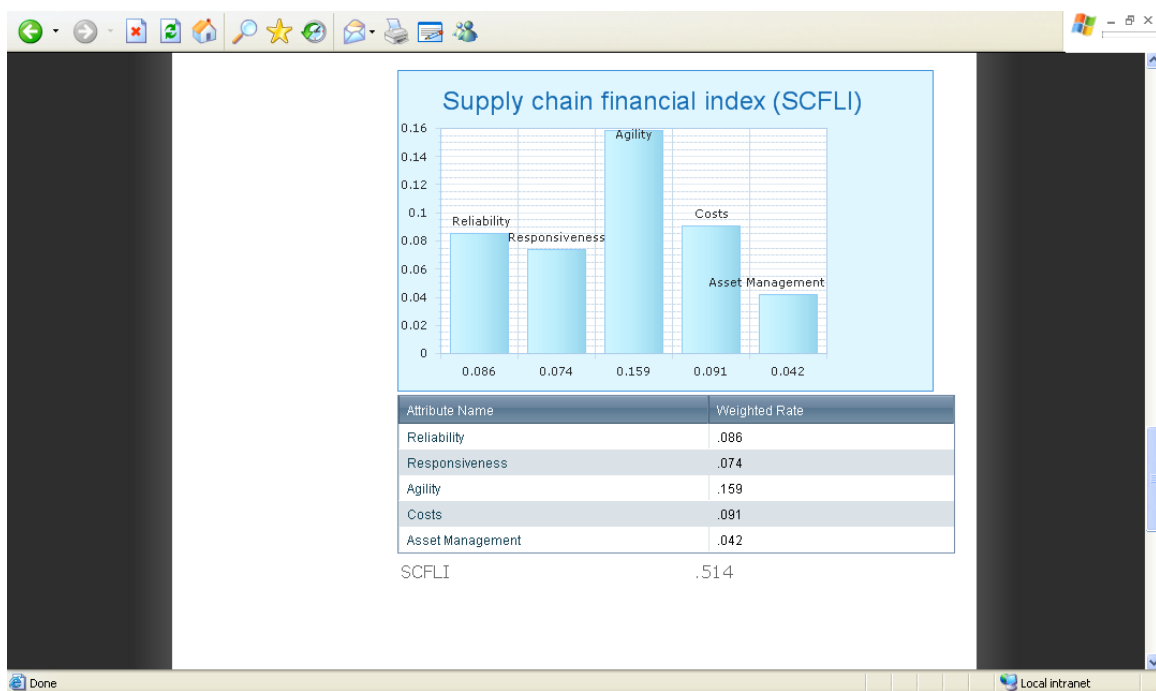 Supply chain financial index (SCFLI)
0.16
0.14
0.12
0.1
0.08
0.06
0.04
0.02
0
Reliability
Responsiveness
Agility
Costs
Asset Management
0.086 0.074 0.159 0.091 0.042
Attribute Name Weighted Rate
Reliability .086
Responsiveness .074
Agility .159
Costs .091
Asset Management .042
SCFLI .514
Done Local intranet